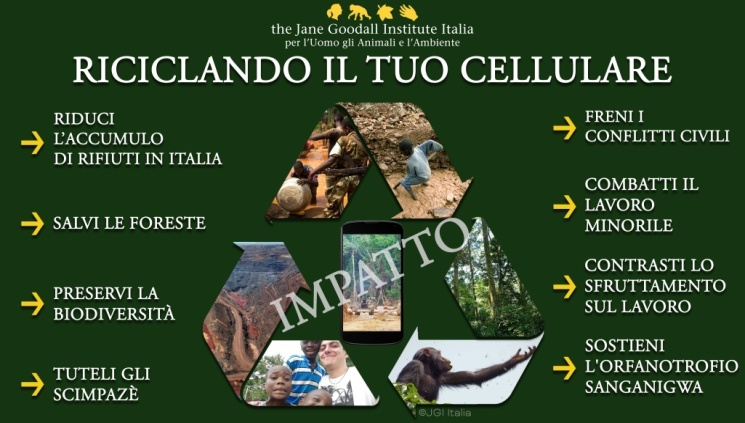 the Jane Goodall Institute Italia
per l'Uomo gli Animali e l'Ambiente
RICICLANDO IL TUO CELLULARE
RIDUCI
L'ACCUMULO
DI RIFIUTI IN ITALIA
SALVI LE FORESTE
PRESERVI LA
BIODIVERSITÀ
TUTELI GLI
SCIMPAZÈ
IMPATTO
FRENI I
CONFLITTI CIVILI
COMBATTI IL
LAVORO
MINORILE
CONTRASTI LO
SFRUTTAMENTO
SUL LAVORO
SOSTIENI
L'ORFANOTROFIO
SANGANIGWA
©JGI Italia